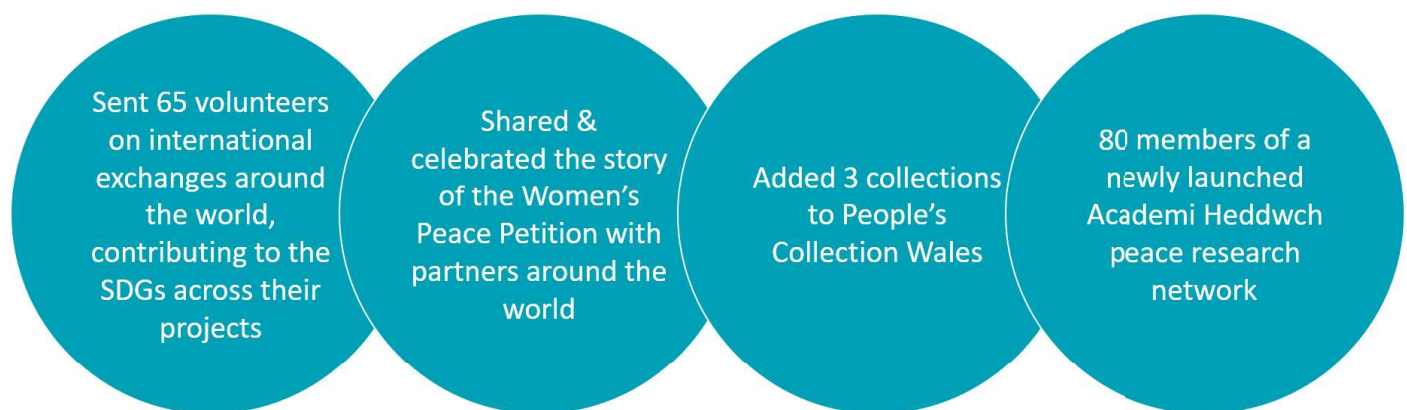 Sent 65 volunteers
on international
exchanges around
the world,
contributing to the
SDGs across their
projects
Shared &
celebrated the story
of the Women’s
Peace Petition with
partners around the
world
Added 3 collections
to People’s
Collection Wales
80 members of a
newly launched
Academi Heddwch
peace research
network